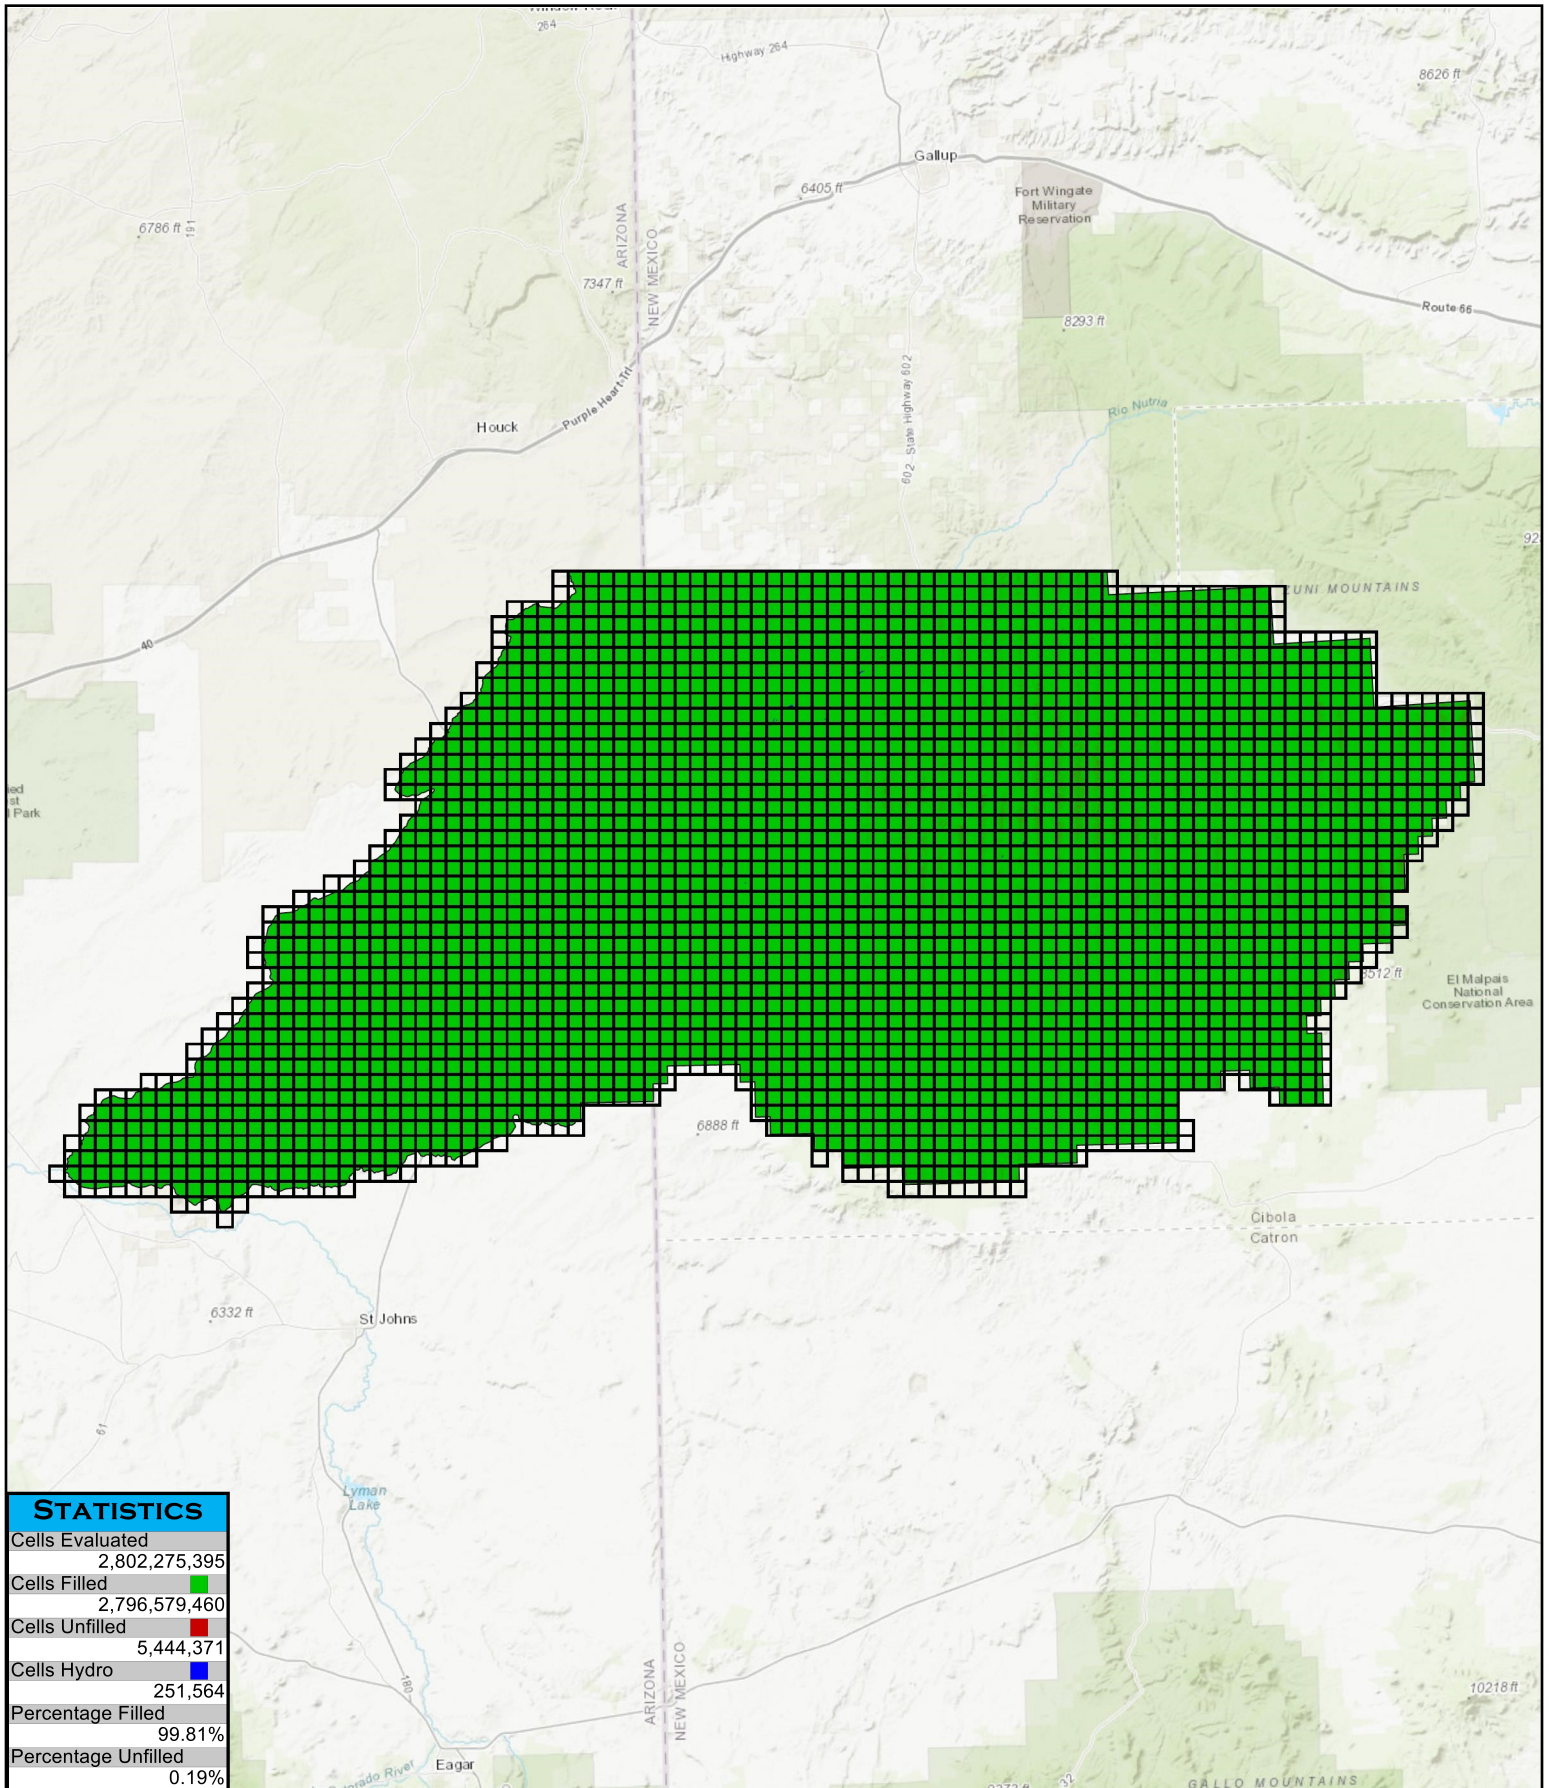 264
Highway 264
8626 ft
Gallup
6405 ft
Fort Wingate
Military
Reservation
6786 ft
191
ARIZONA
NEW MEXICO
7347 ft
8293 ft
Route 66
State Highway 602
602
Rio Nutria
Purple Heart Trl
Houck
ZUNI MOUNTAINS
40
Park
8512 ft
El Malpais
National
Conservation Area
6888 ft
Cibola
Catron
6332 ft
St Johns
61
Lyman
Lake
STATISTICS
Cells Evaluated
2,802,275,395
Cells Filled
2,796,579,460
Cells Unfilled
5,444,371
Cells Hydro
251,564
Percentage Filled
99.81%
Percentage Unfilled
0.19%
180
ARIZONA
NEW MEXICO
10218 ft
Eagar
32
GALLO MOUNTAINS